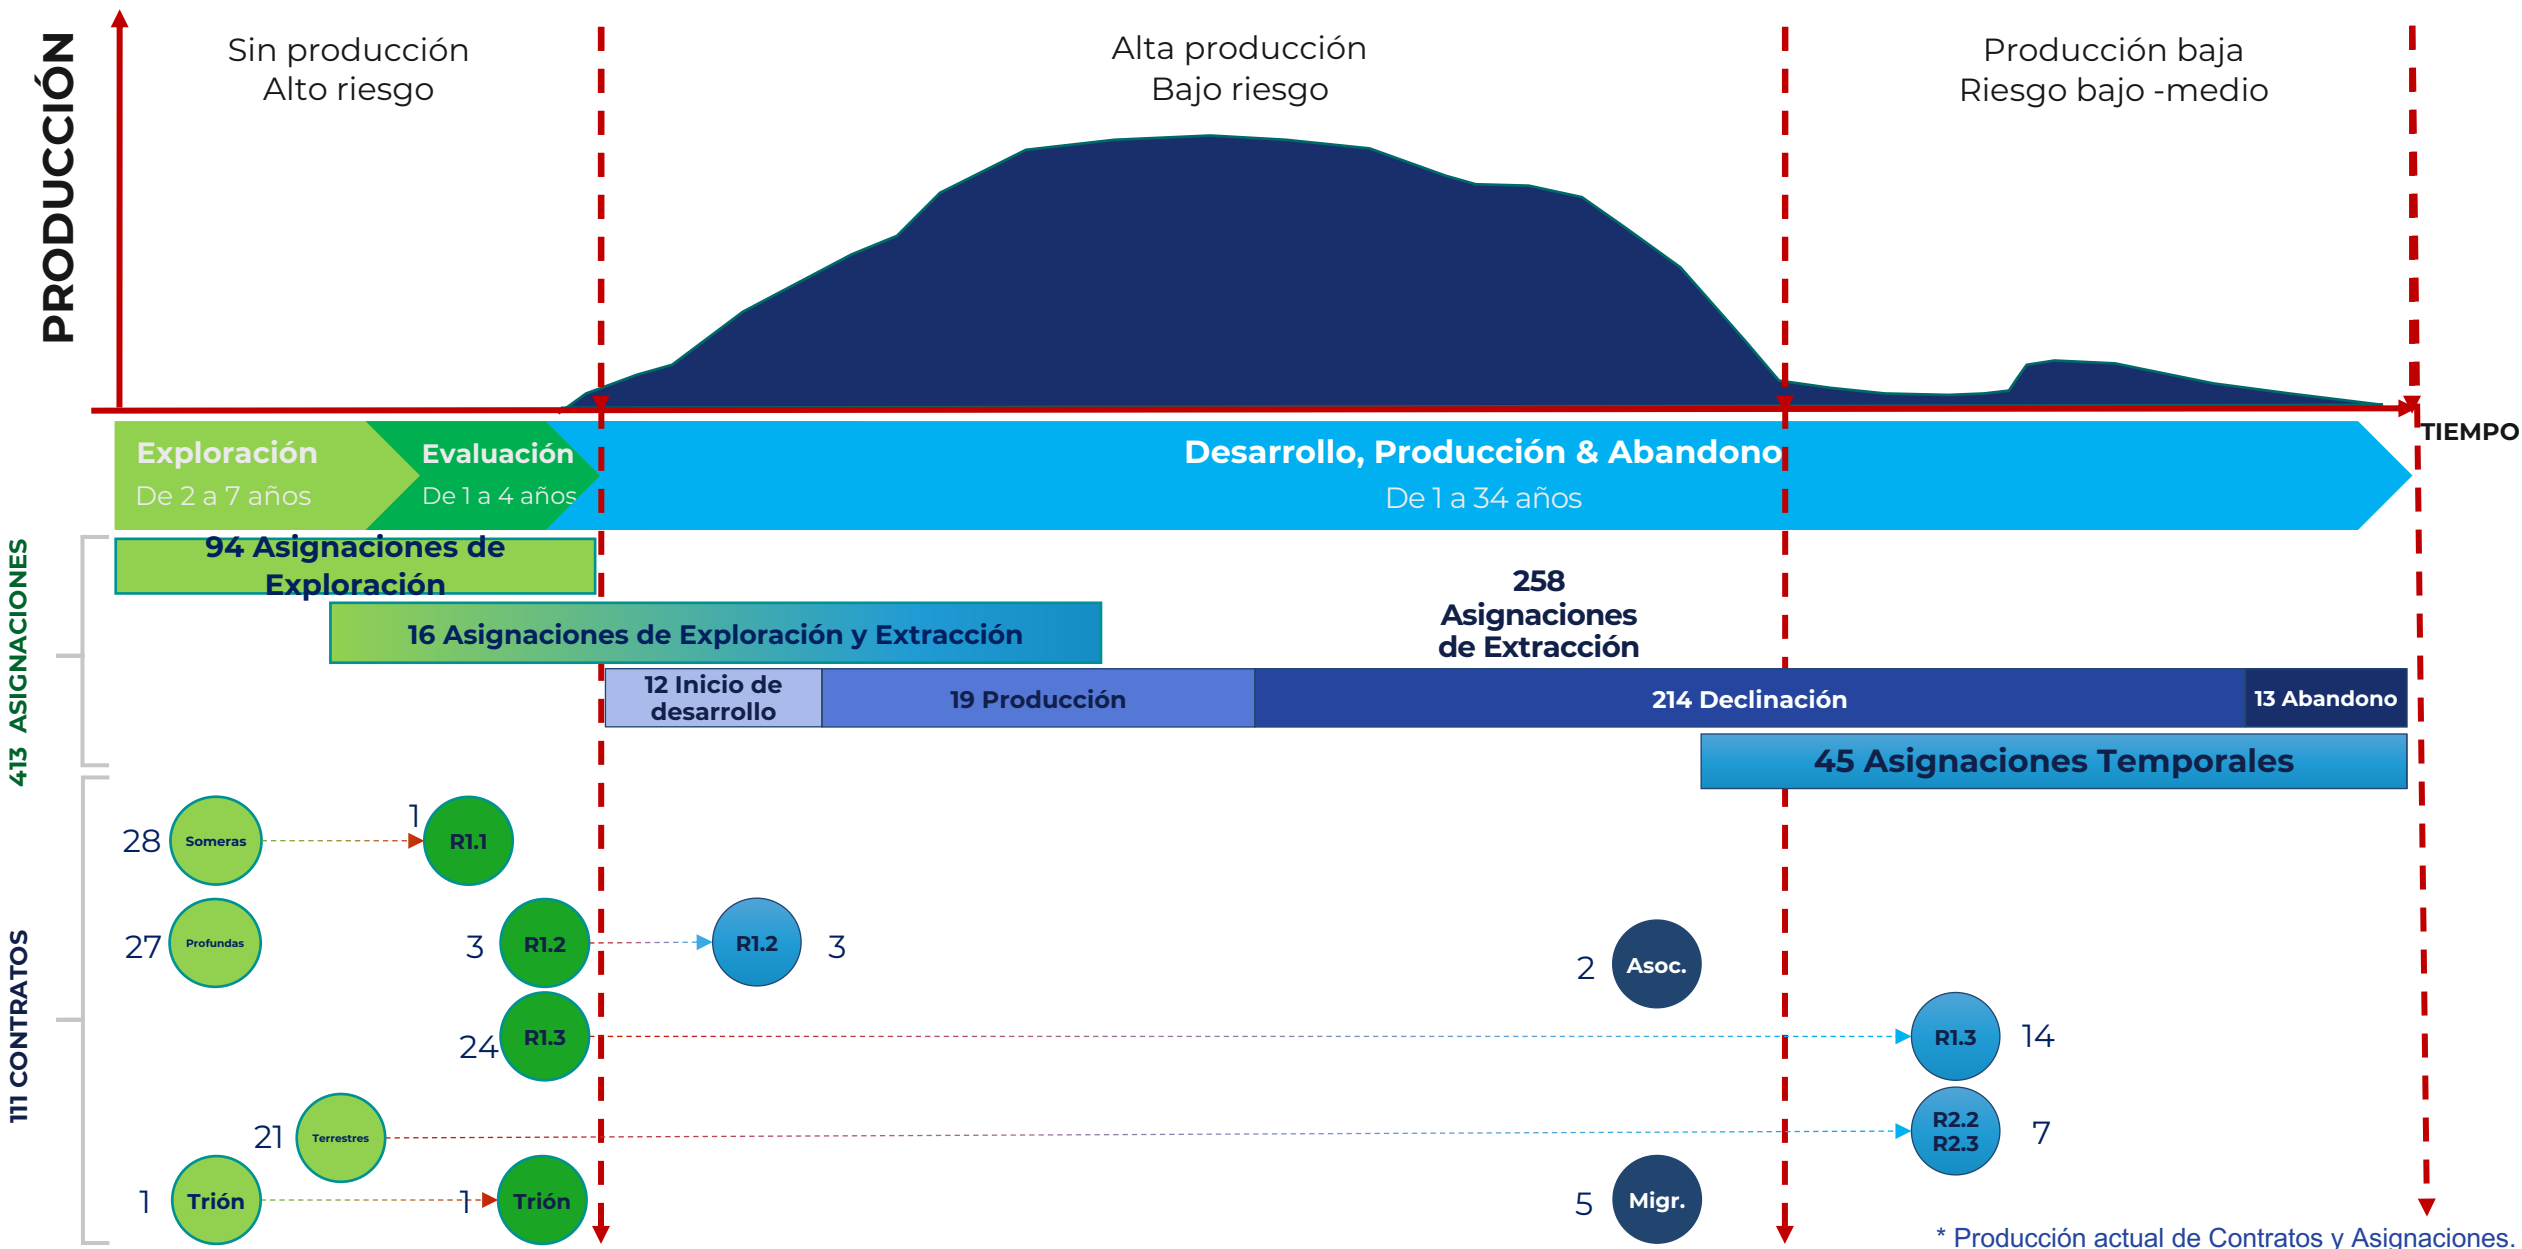 PRODUCCIÓN
Sin producción
Alto riesgo
Alta producción
Bajo riesgo
Producción baja
Riesgo bajo -medio
TIEMPO
Exploración
De 2 a 7 años
Evaluación
De 1 a 4 años
Desarrollo, Producción & Abandono
De 1 a 34 años
413 ASIGNACIONES
94 Asignaciones de
Exploración
16 Asignaciones de Exploración y Extracción
258
Asignaciones
de Extracción
12 Inicio de
desarrollo
19 Producción
214 Declinación
13 Abandono
45 Asignaciones Temporales
111 CONTRATOS
28
Someras
1
R1.1
27
Profundas
3
R1.2
R1.2
3
2
Asoc.
24
R1.3
R1.3
14
21
Terrestres
R2.2
R2.3
7
1
Trión
1
Trión
5
Migr.
* Producción actual de Contratos y Asignaciones.